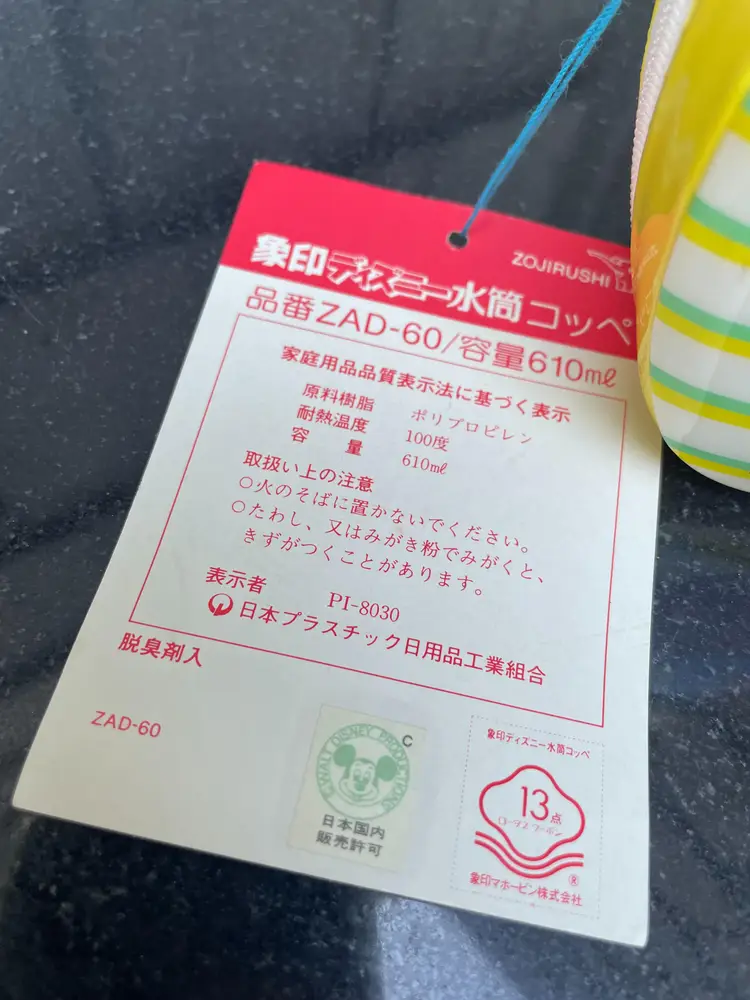 ZOJIRUSHI
象印ディズニー水筒コッペ
品番ZAD-60/容量610mℓ
家庭用品品質表示法に基づく表示
原料樹脂 ポリプロピレン
耐熱温度 100度
容量 610mℓ
取扱い上の注意
○火のそばに置かないでください。
○たわし、又はみがき粉でみがくと、
きずがつくことがあります。
表示者 PI-8030
日本プラスチック日用品工業組合
脱臭剤入
ZAD-60
C
©WALT DISNEY PRODUCTIONS
日本国内
販売許可
象印ディズニー水筒コッペ
13点
ロータスクーポン
®
象印マホービン株式会社